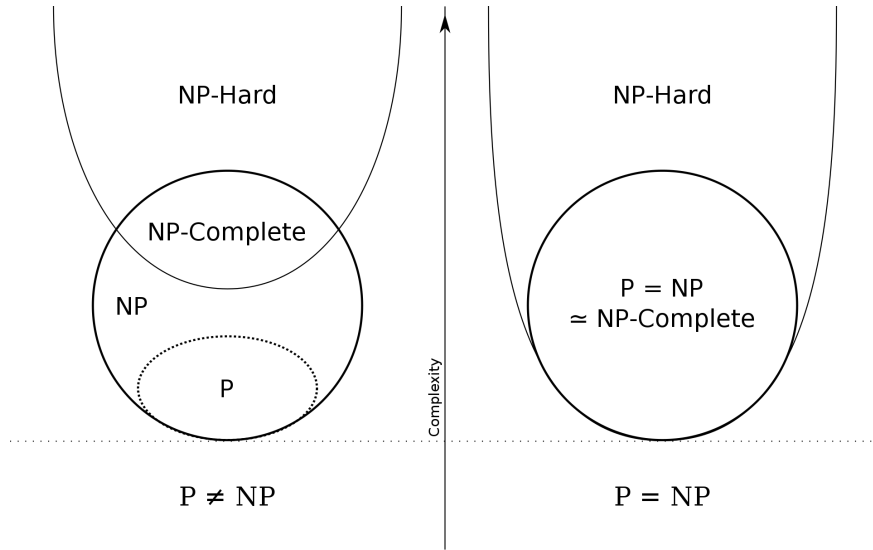 NP-Hard
NP-Complete
NP
P
P ≠ NP
Complexity
NP-Hard
P = NP
≃ NP-Complete
P = NP